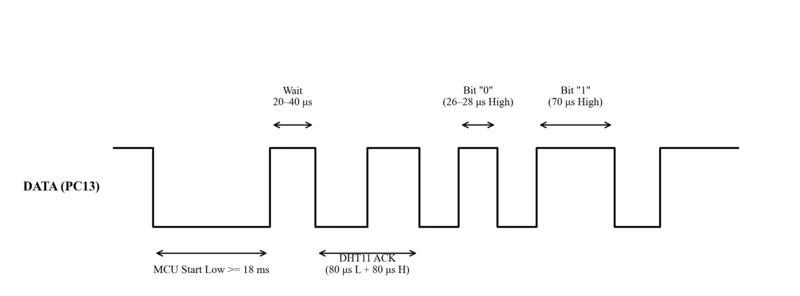 Wait
20–40 μs
Bit "0"
(26–28 μs High)
Bit "1"
(70 μs High)
DATA (PC13)
MCU Start Low >= 18 ms
DHT11 ACK
(80 μs L + 80 μs H)